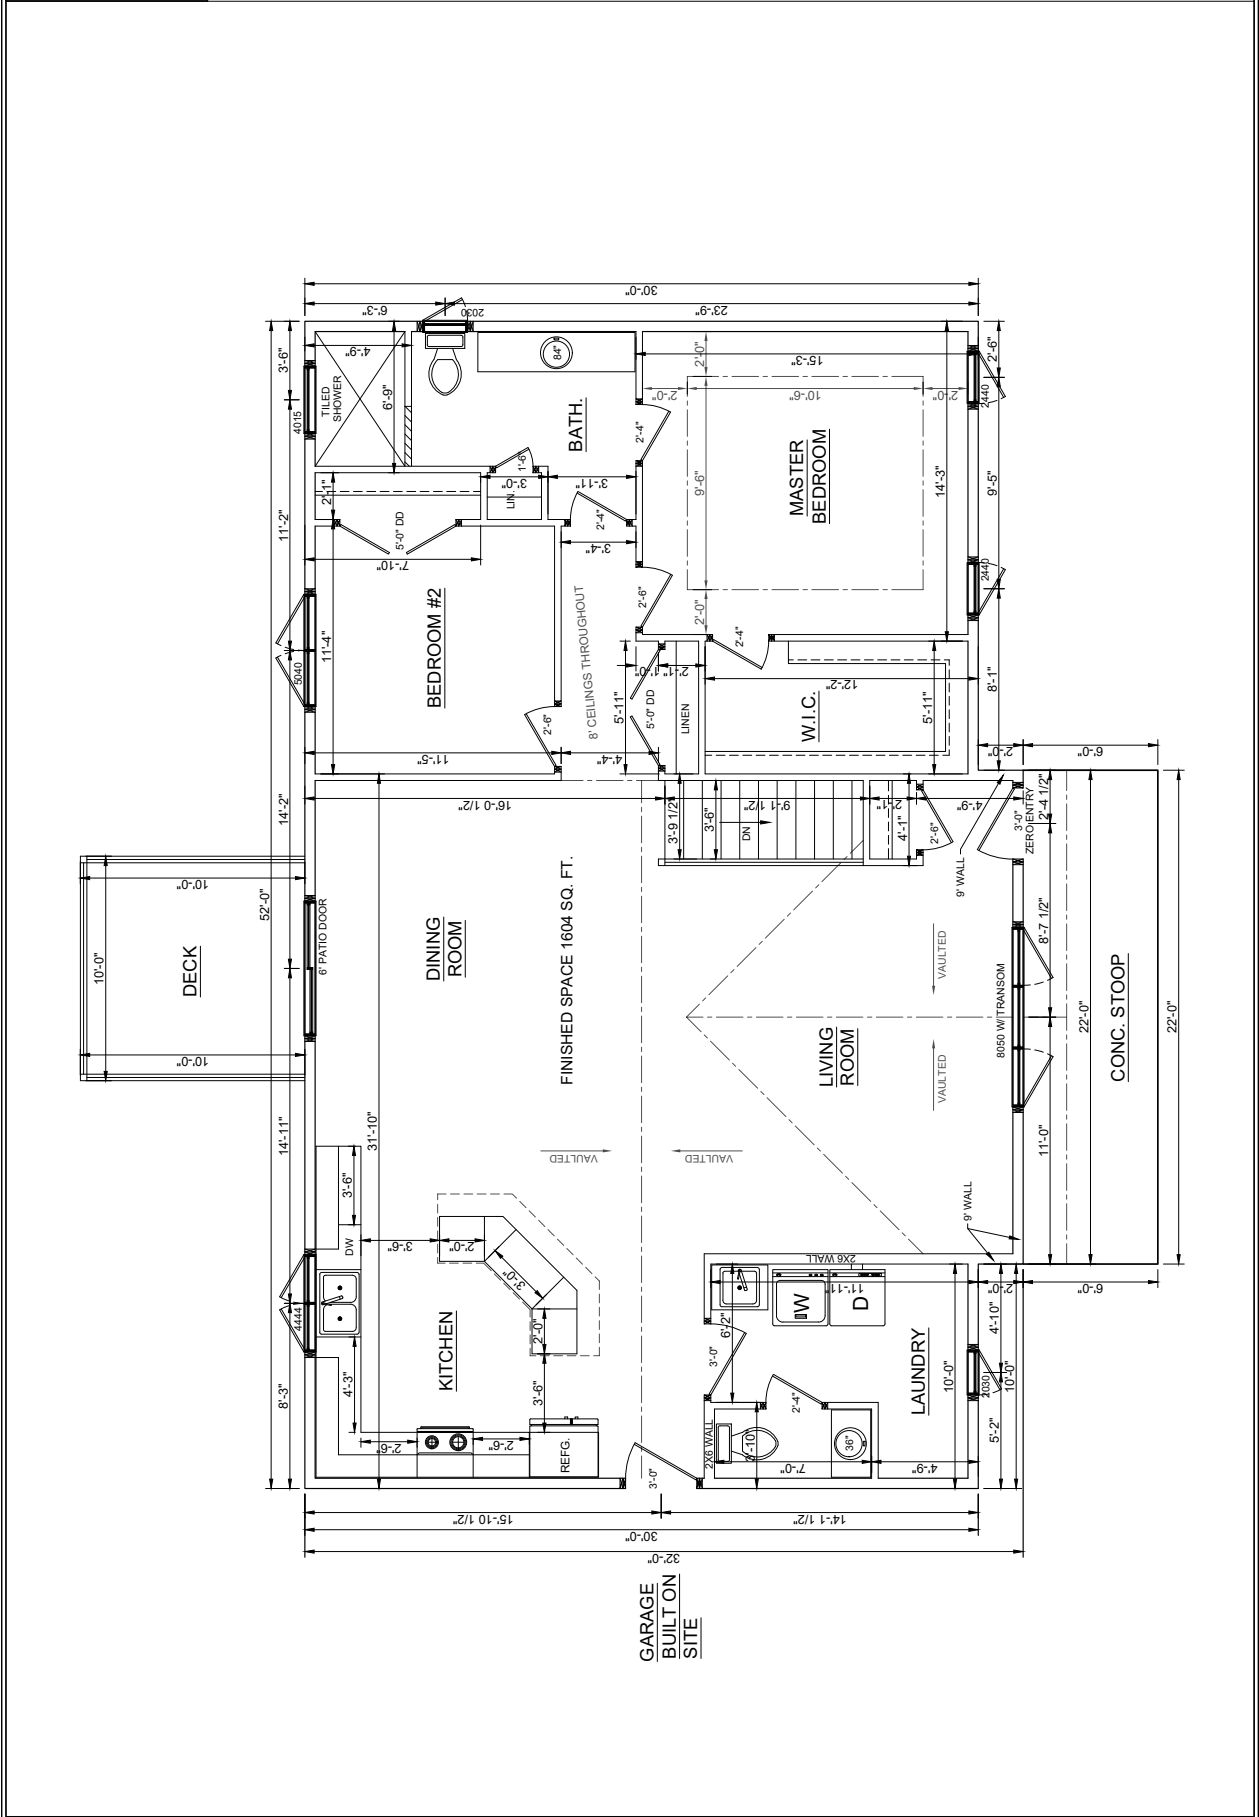 10'-0"
10'-0"
10'-0"
DECK
52'-0"
8'-3"
14'-11"
14'-2"
11'-2"
3'-6"
4444
6' PATIO DOOR
5040
4015
31'-10"
11'-4"
2'-1"
6'-9"
4'-9"
6'-3"
30'-0"
23'-9"
2030
TILED
SHOWER
4'-3"
DW
3'-6"
3'-6"
2'-0"
3'-0"
2'-0"
3'-6"
2'-6"
2'-6"
REFG.
KITCHEN
DINING
ROOM
FINISHED SPACE 1604 SQ. FT.
BEDROOM #2
5'-0" DD
7'-10"
11'-5"
2'-6"
LIN.
3'-0"
1'-6"
3'-11"
2'-4"
3'-4"
BATH.
84"
2'-4"
8' CEILINGS THROUGHOUT
2'-6"
4'-4"
5'-11"
5'-0" DD
1'-0"
2'-1"
LINEN
VAULTED
VAULTED
16'-0 1/2"
9'-1 1/2"
2'-1"
4'-9"
3'-9 1/2"
3'-6"
DN
4'-1"
2'-6"
MASTER
BEDROOM
2'-0"
9'-6"
2'-0"
2'-0"
10'-6"
2'-0"
15'-3"
14'-3"
2'-4"
W.I.C.
12'-2"
5'-11"
GARAGE
BUILT ON
SITE
15'-10 1/2"
14'-1 1/2"
30'-0"
32'-0"
3'-0"
2X6 WALL
3'-10"
6'-2"
3'-0"
2'-4"
7'-0"
4'-9"
36"
W
D
11'-11"
2X6 WALL
LAUNDRY
10'-0"
2030
5'-2"
4'-10"
10'-0"
LIVING
ROOM
VAULTED
VAULTED
9' WALL
9' WALL
8050 W/TRANSOM
3'-0"
ZERO ENTRY
2440
2440
8'-1"
9'-5"
2'-6"
2'-0"
6'-0"
11'-0"
8'-7 1/2"
2'-4 1/2"
2'-0"
6'-0"
22'-0"
CONC. STOOP
22'-0"